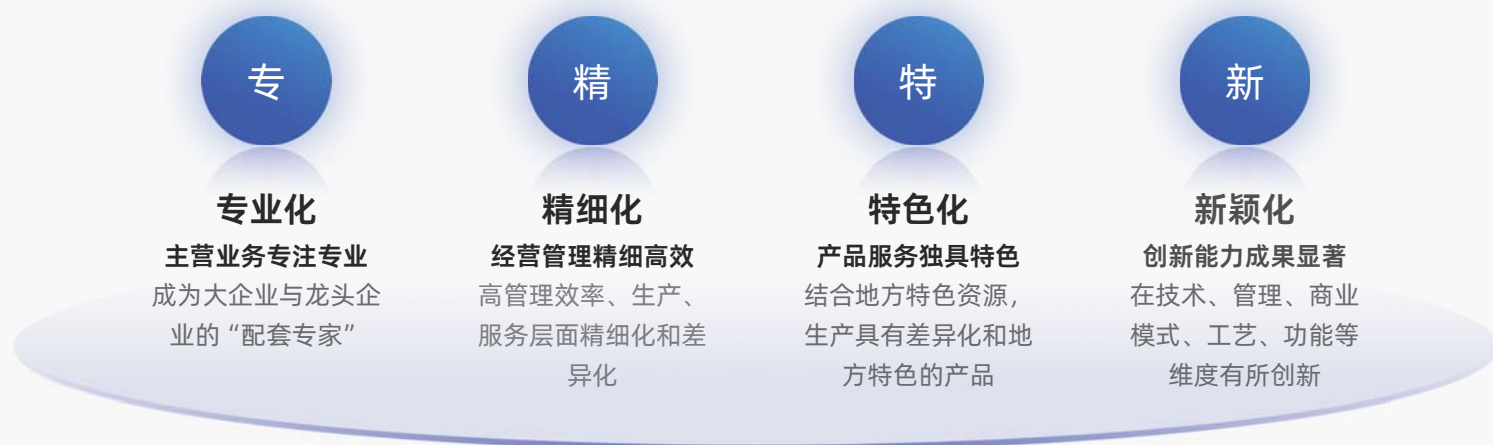 专
专业化
主营业务专注专业
成为大企业与龙头企
业的“配套专家”
精
精细化
经营管理精细高效
高管理效率、生产、
服务层面精细化和差
异化
特
特色化
产品服务独具特色
结合地方特色资源，
生产具有差异化和地
方特色的产品
新
新颖化
创新能力成果显著
在技术、管理、商业
模式、工艺、功能等
维度有所创新